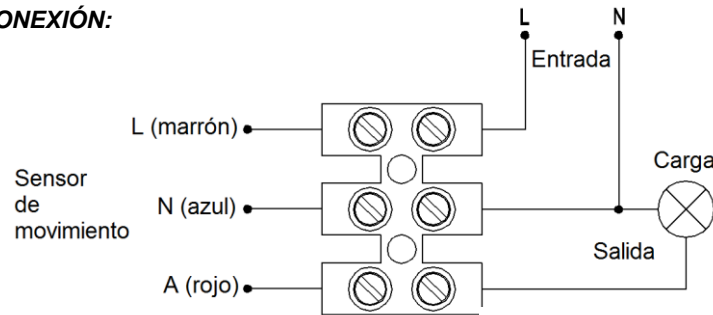 ONEXIÓN:
L N
Entrada
L (marrón)
Carga
Sensor
de
movimiento
N (azul)
Salida
A (rojo)